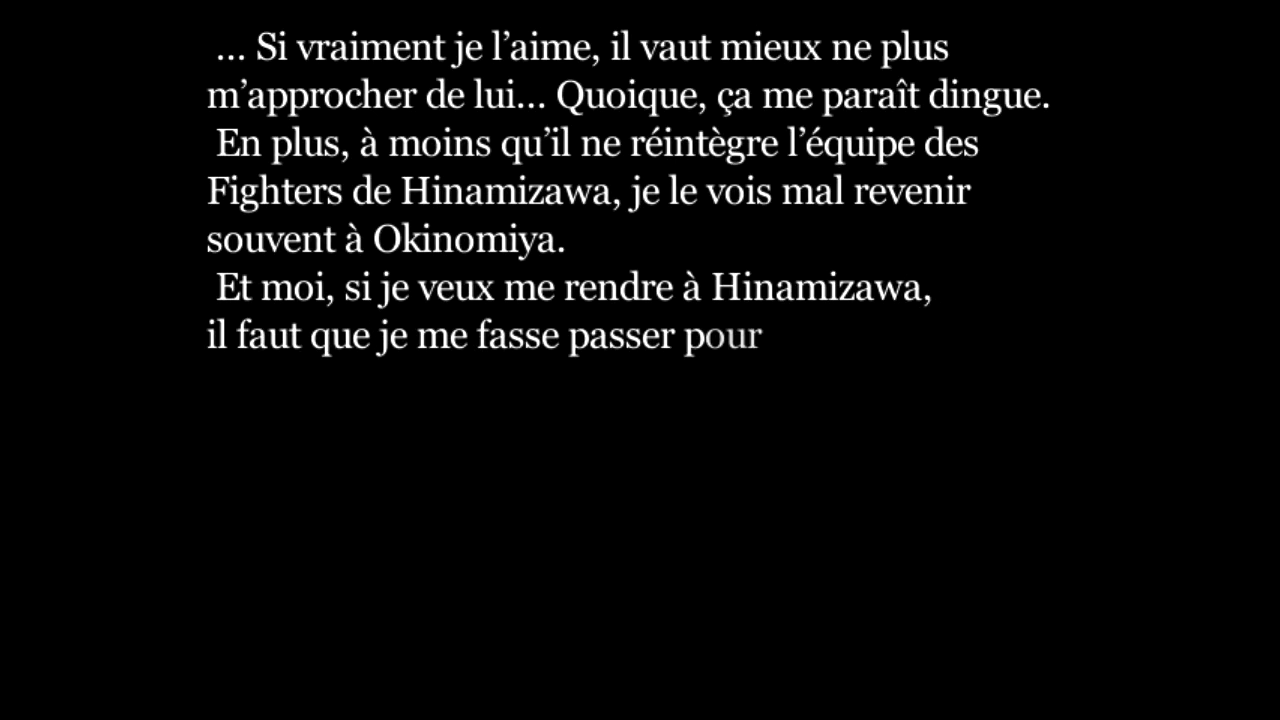 ... Si vraiment je l’aime, il vaut mieux ne plus
m’approcher de lui... Quoique, ça me paraît dingue.
En plus, à moins qu’il ne réintègre l’équipe des
Fighters de Hinamizawa, je le vois mal revenir
souvent à Okinomiya.
Et moi, si je veux me rendre à Hinamizawa,
il faut que je me fasse passer pour